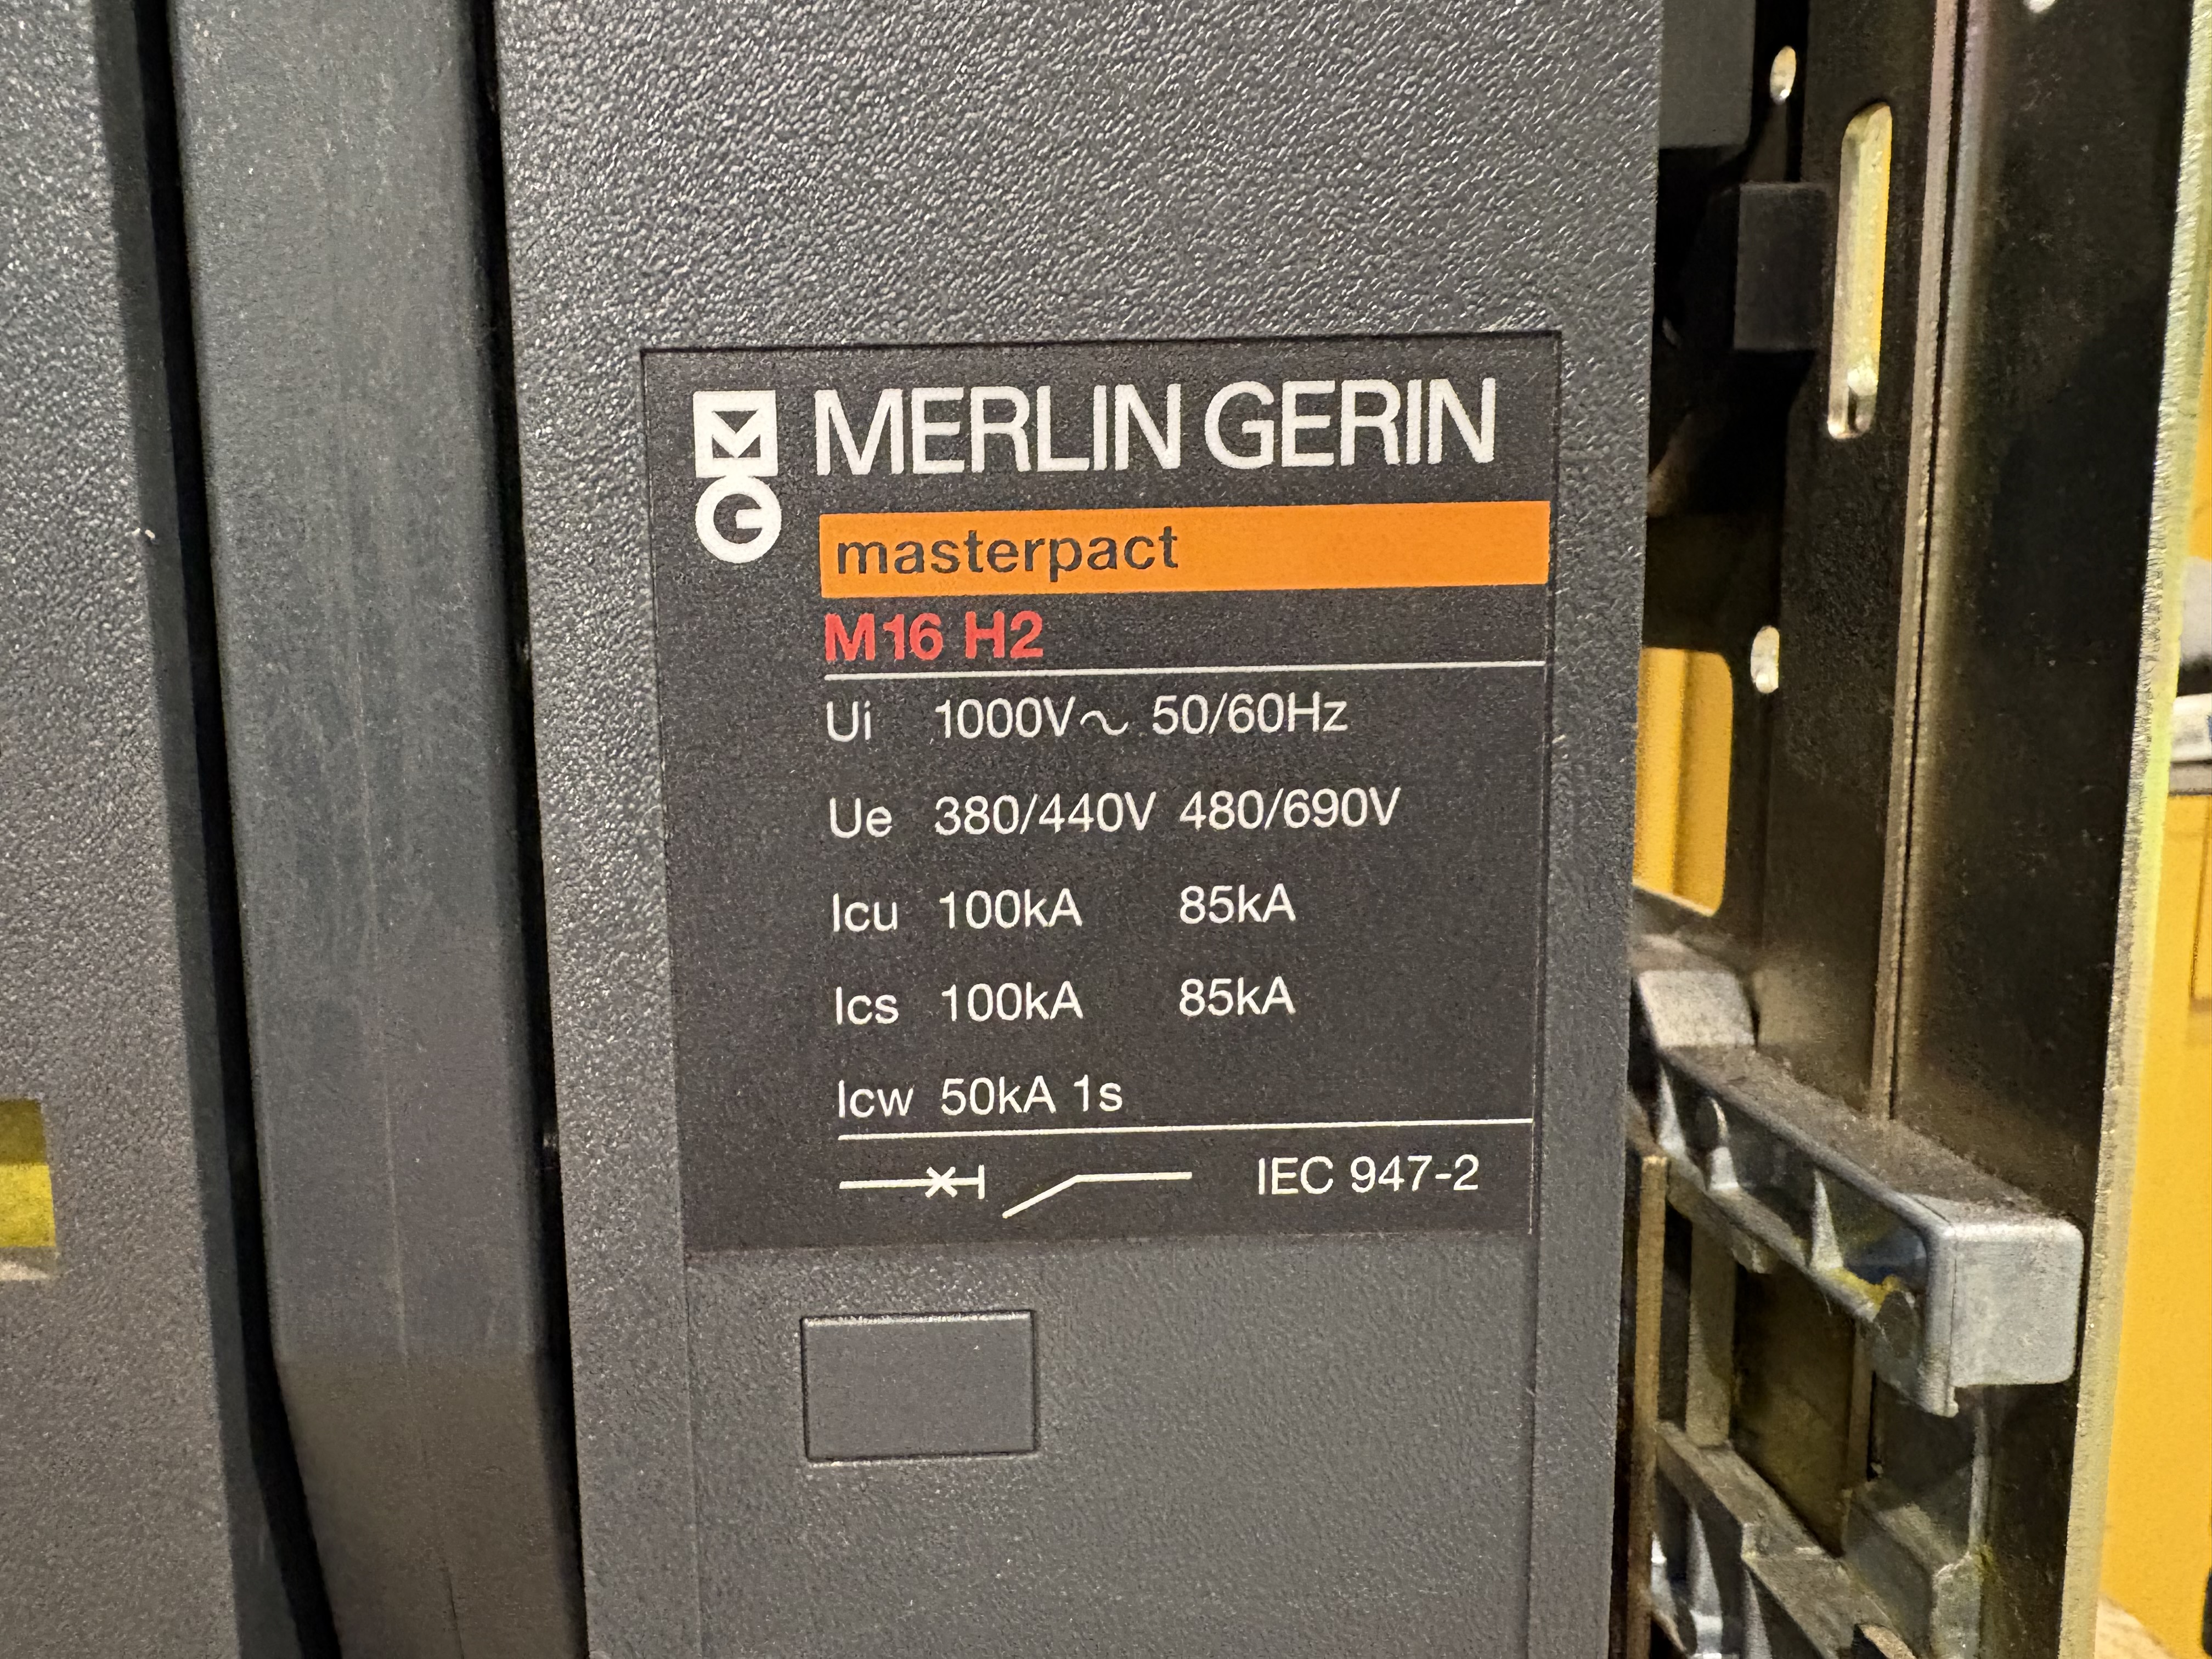 MERLIN GERIN
masterpact
M16 H2
Ui 1000V~ 50/60Hz
Ue 380/440V 480/690V
Icu 100kA 85kA
Ics 100kA 85kA
Icw 50kA 1s
IEC 947-2